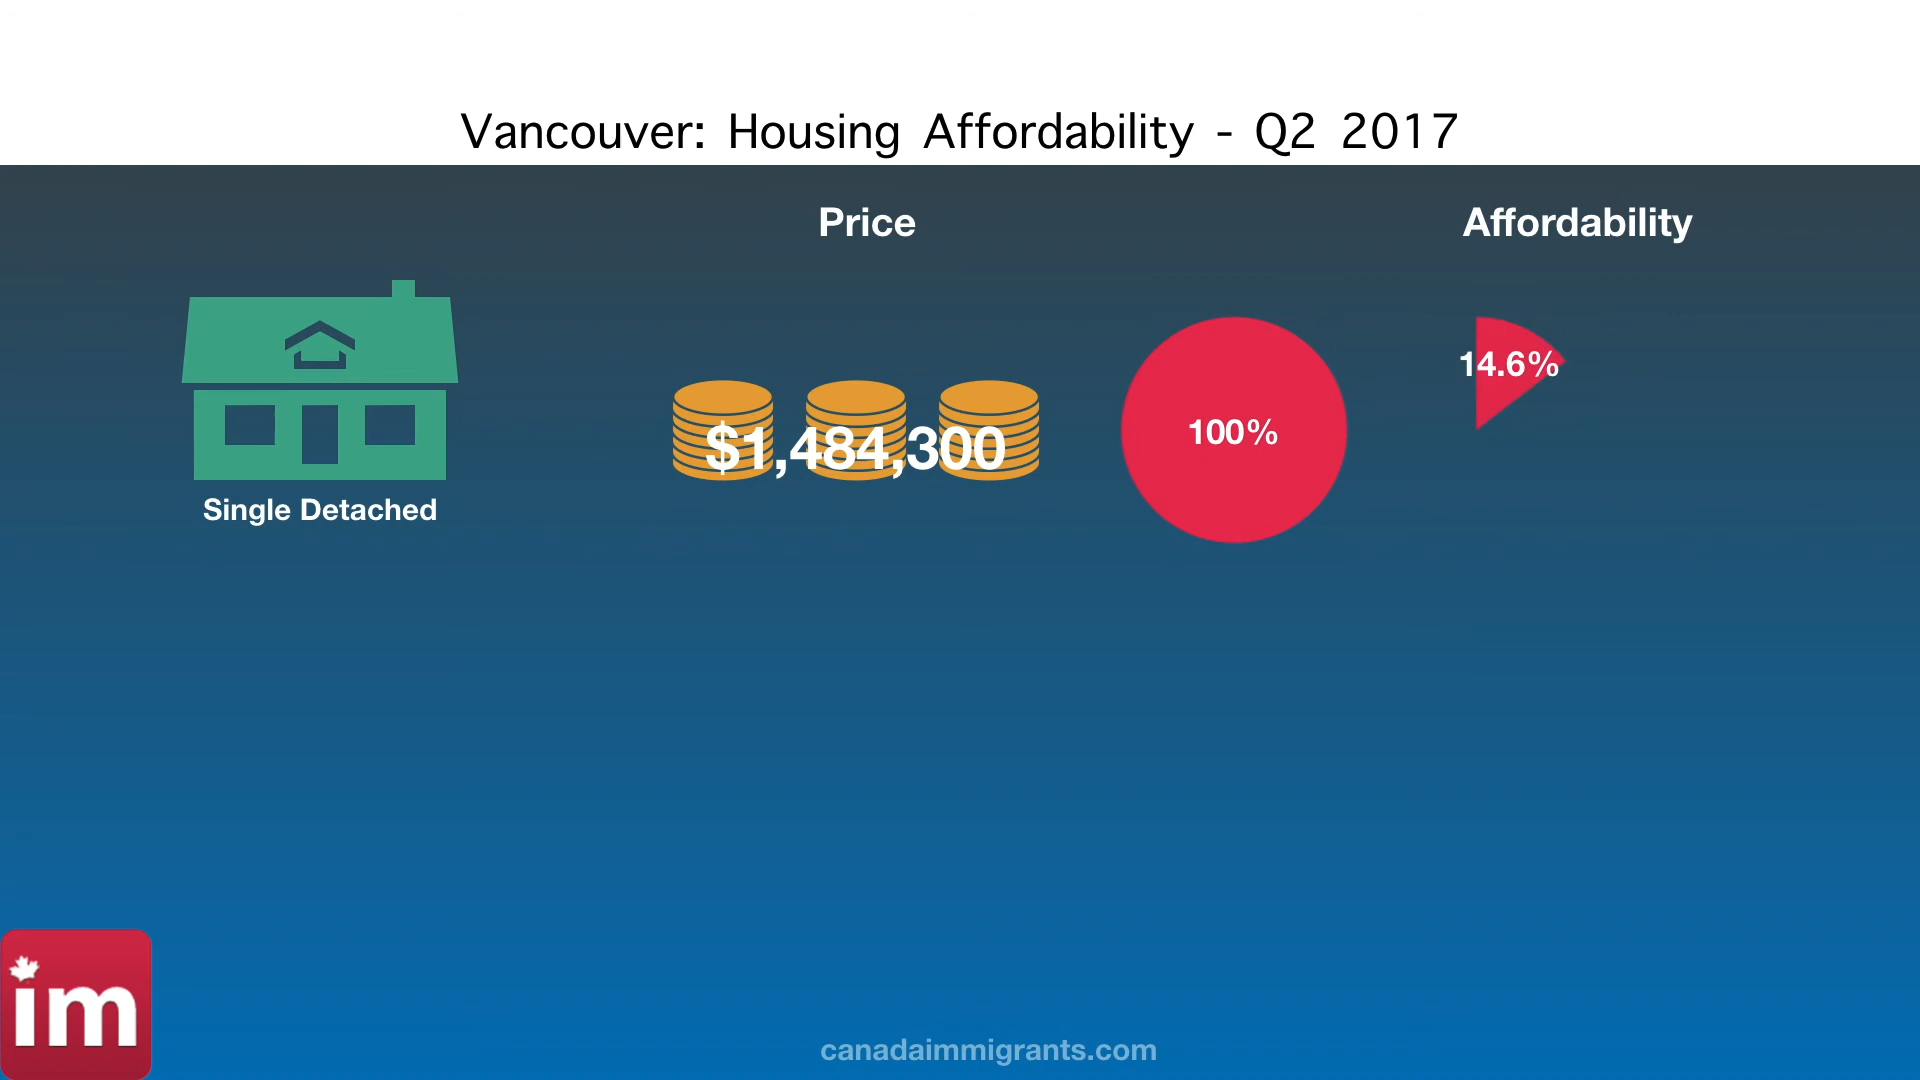 Vancouver: Housing Affordability - Q2 2017
Price
Affordability
14.6%
100%
$1,484,300
Single Detached
im
canadaimmigrants.com